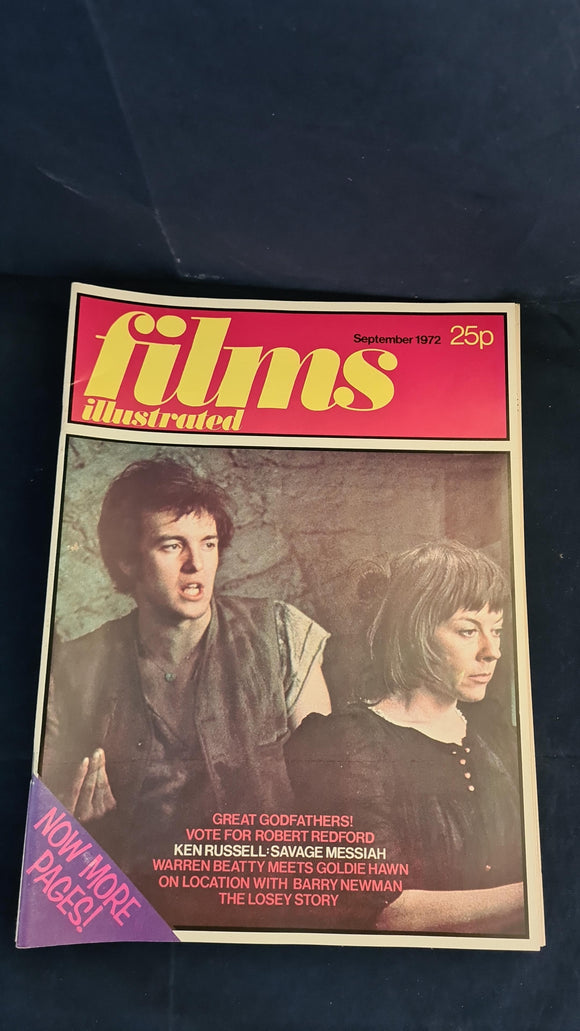 films
illustrated
September 1972 25p
GREAT GODFATHERS!
VOTE FOR ROBERT REDFORD
KEN RUSSELL: SAVAGE MESSIAH
WARREN BEATTY MEETS GOLDIE HAWN
ON LOCATION WITH BARRY NEWMAN
THE LOSEY STORY
NOW MORE
PAGES!